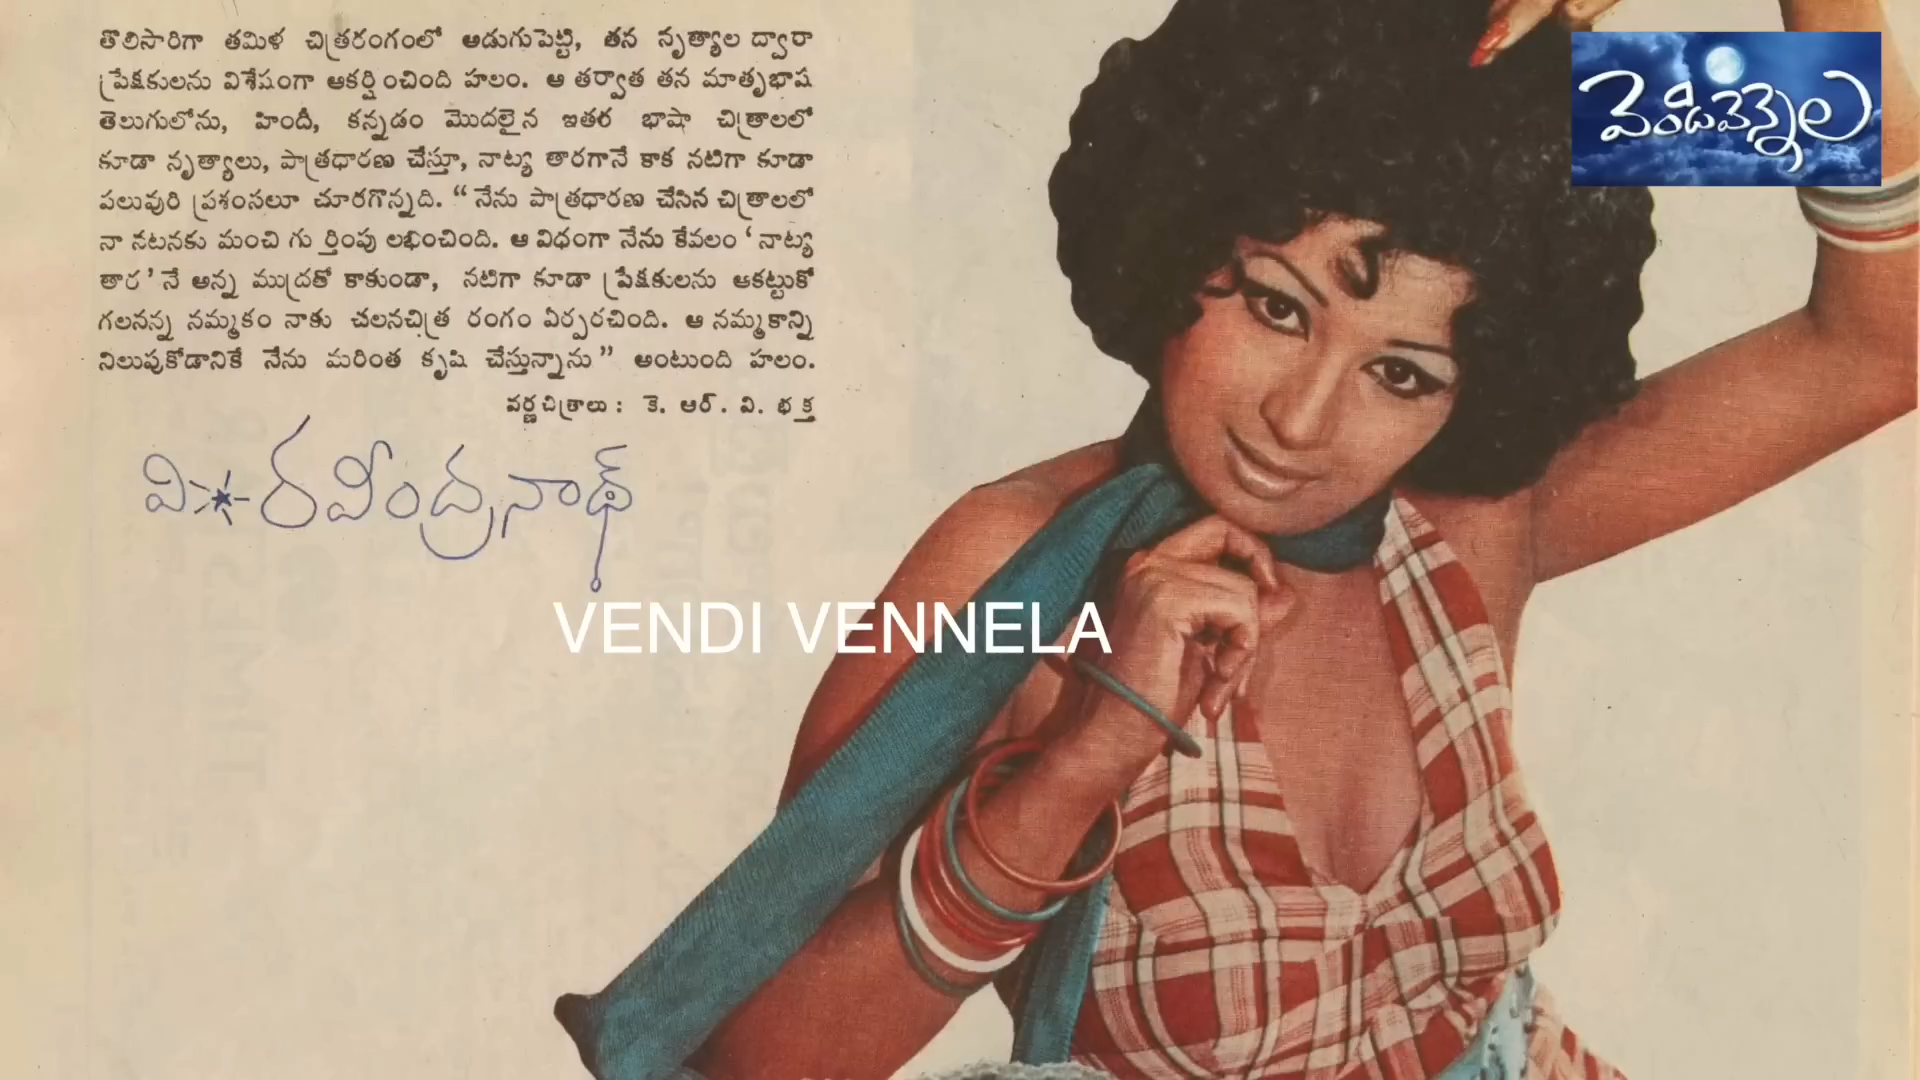 తొలిసారిగా తమిళ చిత్రరంగంలో అడుగుపెట్టి, తన నృత్యాల ద్వారా
ప్రేక్షకులను విశేషంగా ఆకర్షించింది హలం. ఆ తర్వాత తన మాతృభాష
తెలుగులోను, హిందీ, కన్నడం మొదలైన ఇతర భాషా చిత్రాలలో
కూడా నృత్యాలు, పాత్రధారణ చేస్తూ, నాట్య తారగానే కాక నటిగా కూడా
పలువురి ప్రశంసలూ చూరగొన్నది. “నేను పాత్రధారణ చేసిన చిత్రాలలో
నా నటనకు మంచి గుర్తింపు లభించింది. ఆ విధంగా నేను కేవలం ‘నాట్య
తార’నే అన్న ముద్రతో కాకుండా, నటిగా కూడా ప్రేక్షకులను ఆకట్టుకో
గలనన్న నమ్మకం నాకు చలనచిత్ర రంగం ఏర్పరచింది. ఆ నమ్మకాన్ని
నిలుపుకోడానికే నేను మరింత కృషి చేస్తున్నాను” అంటుంది హలం.
వర్ణచిత్రాలు: కె. ఆర్. వి. భక్త
వి రవీంద్రనాథ్
VENDI VENNELA
వెండివెన్నెల